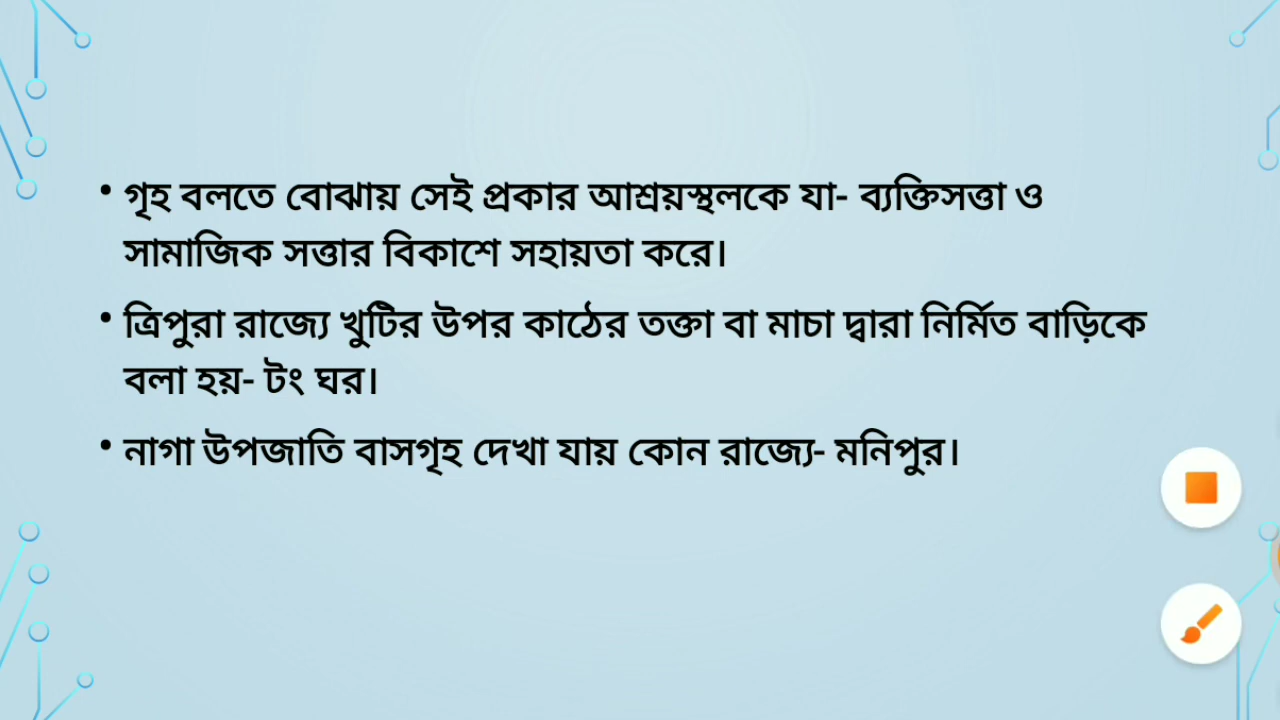 • গৃহ বলতে বোঝায় সেই প্রকার আশ্রয়স্থলকে যা- ব্যক্তিসত্তা ও
সামাজিক সত্তার বিকাশে সহায়তা করে।
• ত্রিপুরা রাজ্যে খুটির উপর কাঠের তক্তা বা মাচা দ্বারা নির্মিত বাড়িকে
বলা হয়- টং ঘর।
• নাগা উপজাতি বাসগৃহ দেখা যায় কোন রাজ্যে- মনিপুর।